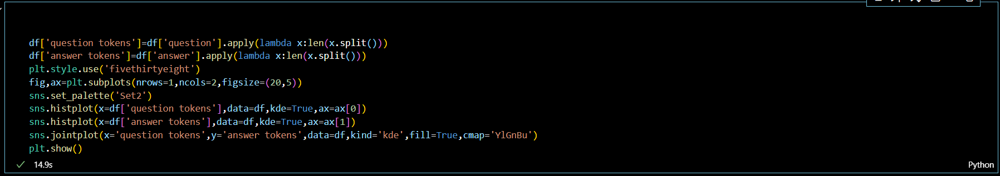 df['question tokens']=df['question'].apply(lambda x:len(x.split()))
df['answer tokens']=df['answer'].apply(lambda x:len(x.split()))
plt.style.use('fivethirtyeight')
fig,ax=plt.subplots(nrows=1,ncols=2,figsize=(20,5))
sns.set_palette('Set2')
sns.histplot(x=df['question tokens'],data=df,kde=True,ax=ax[0])
sns.histplot(x=df['answer tokens'],data=df,kde=True,ax=ax[1])
sns.jointplot(x='question tokens',y='answer tokens',data=df,kind='kde',fill=True,cmap='YlGnBu')
plt.show()
14.9s
Python